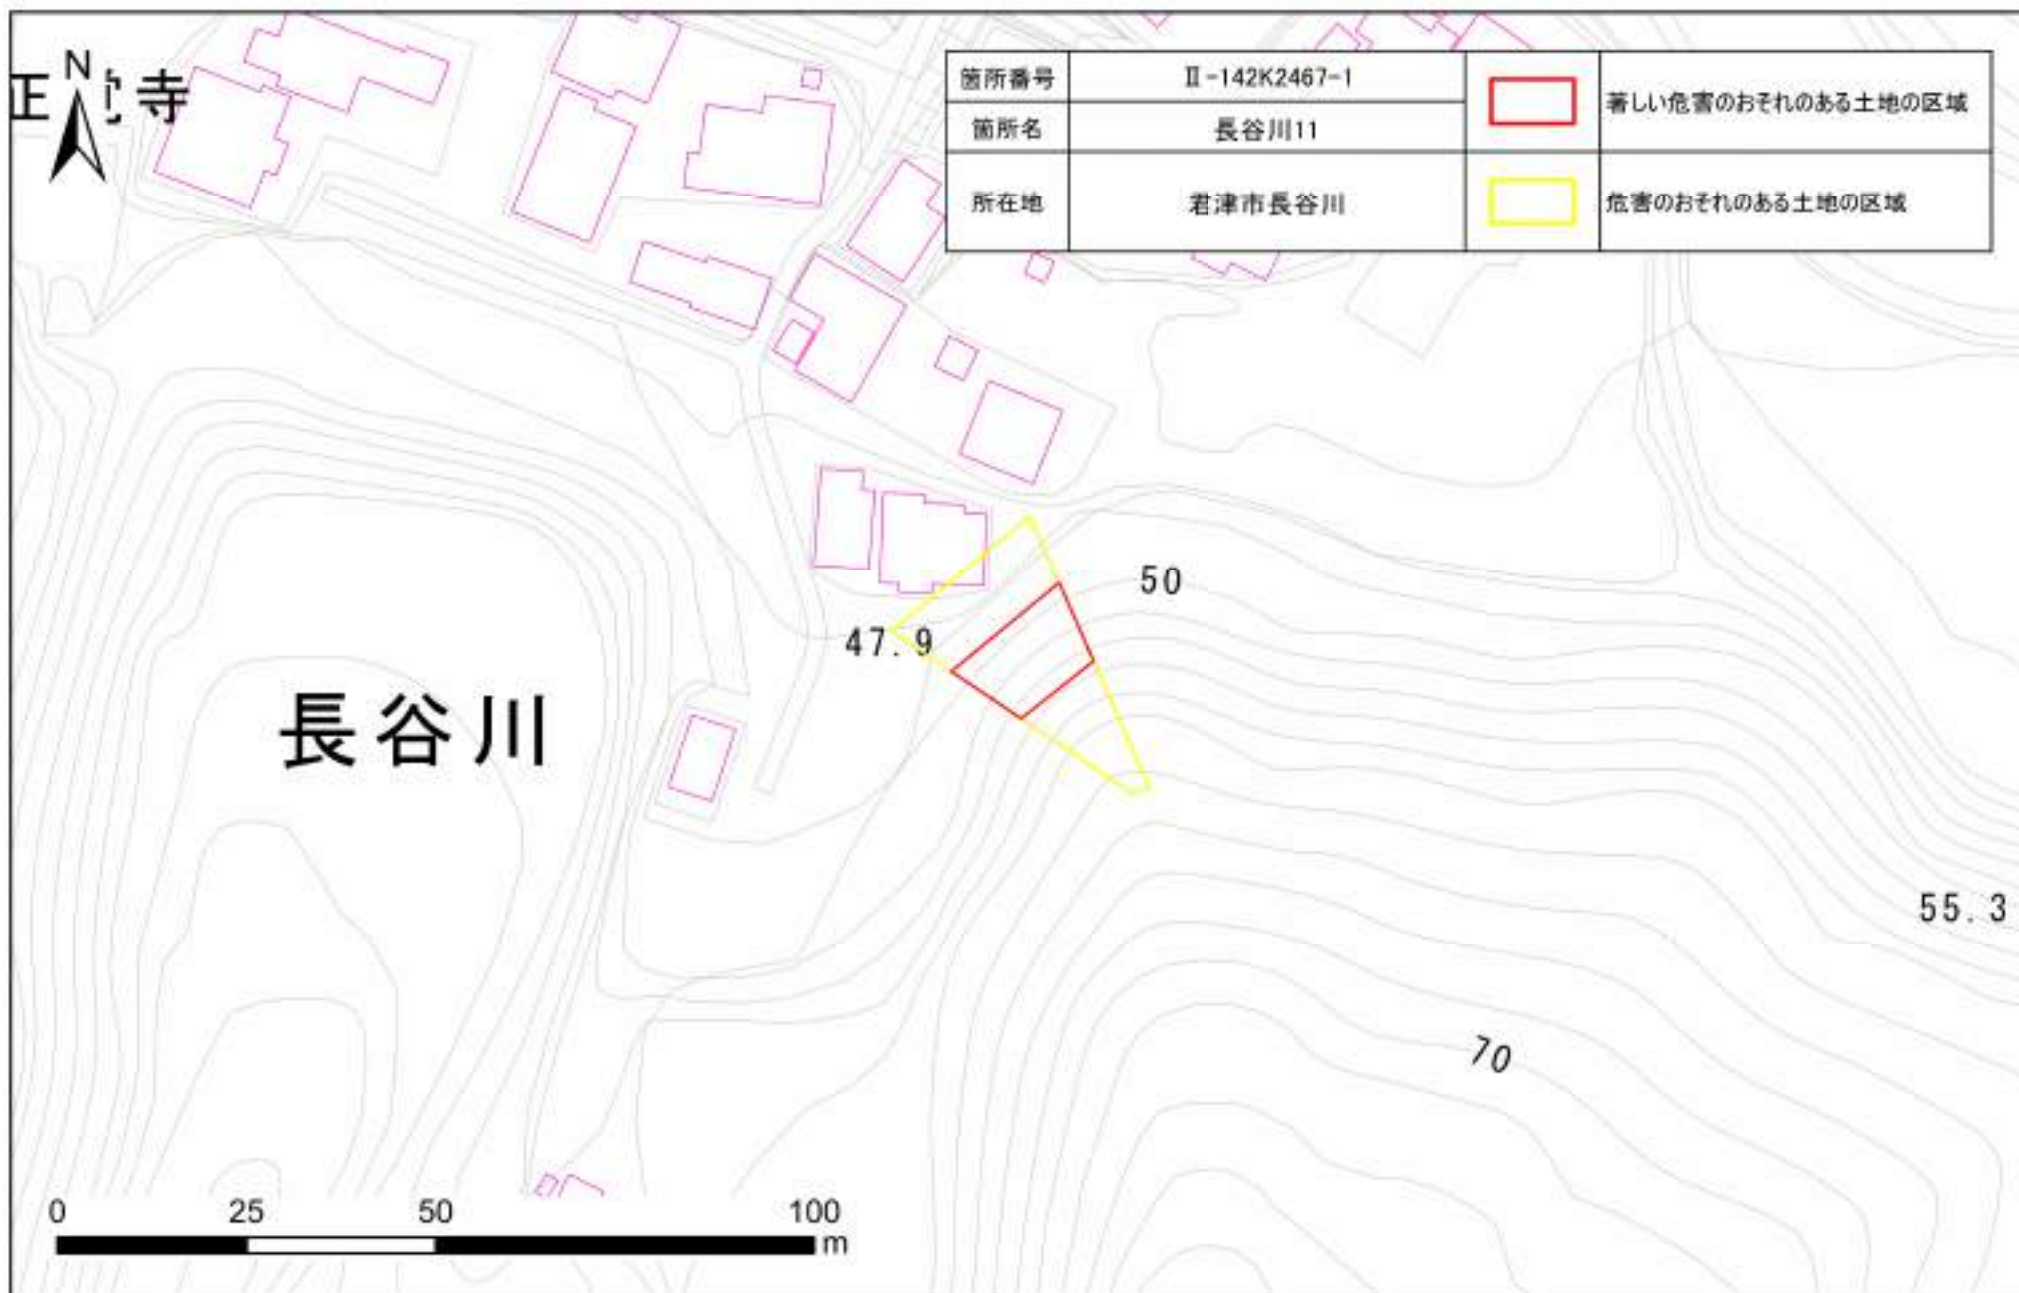 N
正覚寺
箇所番号 Ⅱ-142K2467-1 著しい危害のおそれのある土地の区域
箇所名 長谷川11
所在地 君津市長谷川 危害のおそれのある土地の区域
50
47.9
長谷川
55.3
70
0 25 50 100
m